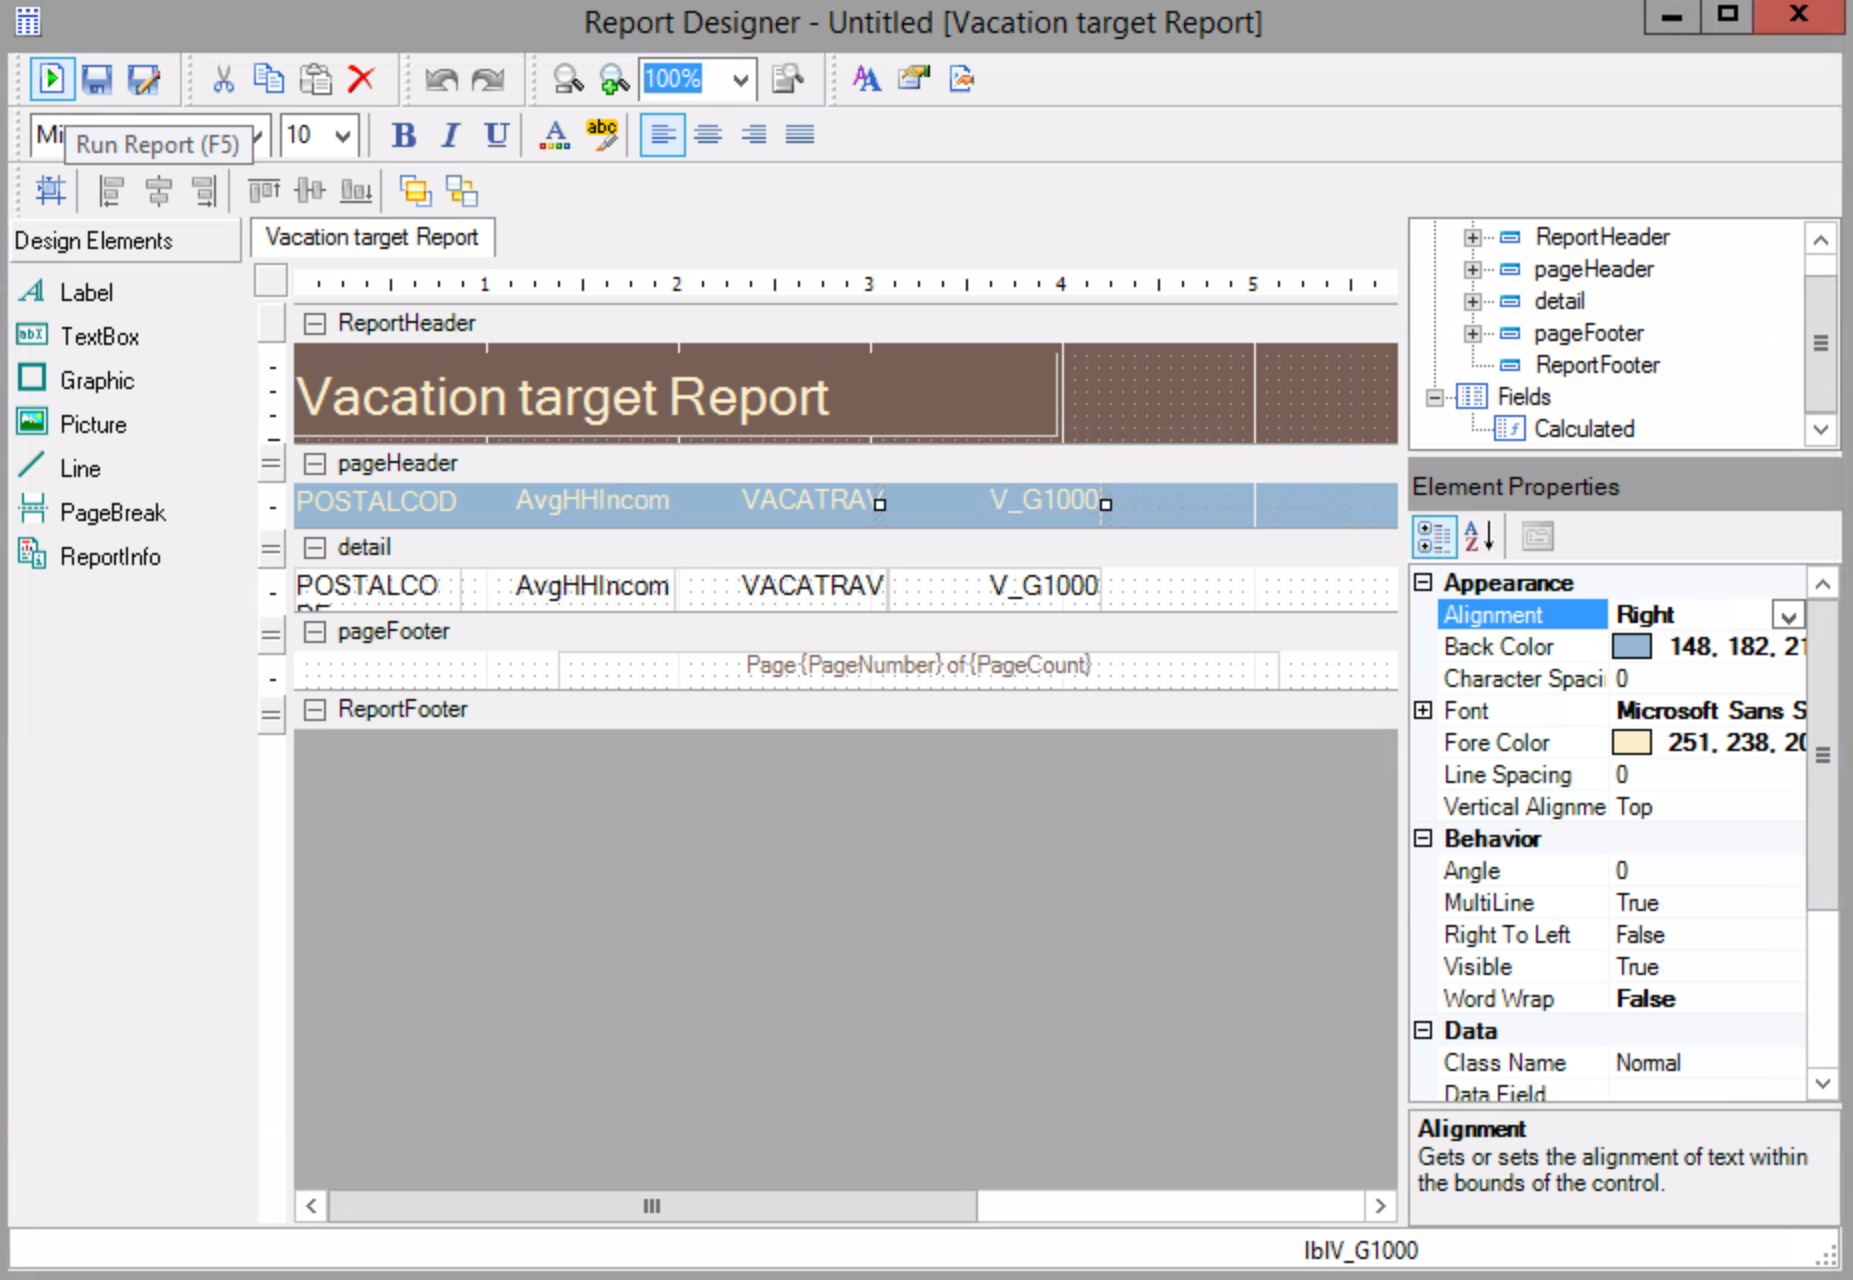 Report Designer - Untitled [Vacation target Report]
100%
Mi
Run Report (F5)
10
B I U
A
abc
Design Elements
Vacation target Report
Label
TextBox
Graphic
Picture
Line
PageBreak
ReportInfo
1 2 3 4 5
ReportHeader
Vacation target Report
pageHeader
POSTALCOD AvgHHIncom VACATRAV V_G1000
detail
POSTALCO AvgHHIncom VACATRAV V_G1000
pageFooter
Page {PageNumber} of {PageCount}
ReportFooter
ReportHeader
pageHeader
detail
pageFooter
ReportFooter
Fields
Calculated
Element Properties
Appearance
Alignment Right
Back Color 148, 182, 21
Character Spaci 0
Font Microsoft Sans S
Fore Color 251, 238, 20
Line Spacing 0
Vertical Alignme Top
Behavior
Angle 0
MultiLine True
Right To Left False
Visible True
Word Wrap False
Data
Class Name Normal
Data Field
Alignment
Gets or sets the alignment of text within
the bounds of the control.
lblV_G1000